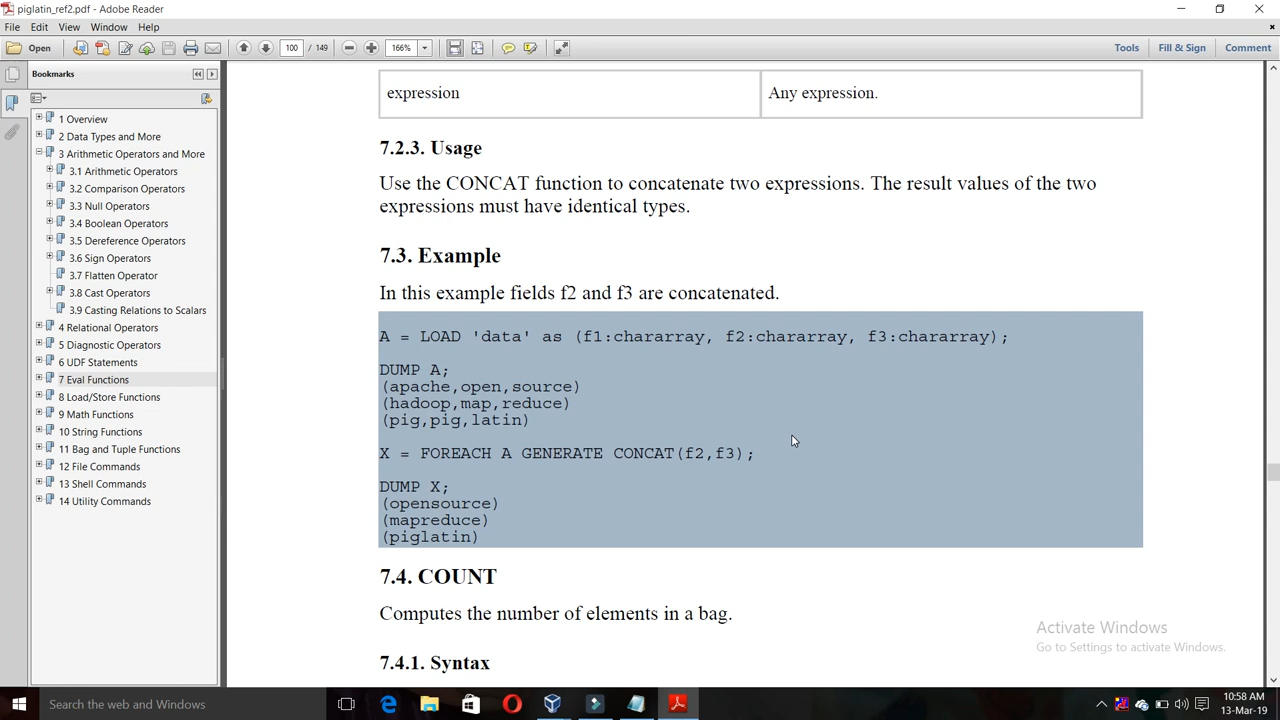 piglatin_ref2.pdf - Adobe Reader
File Edit View Window Help
Open 100 / 149 166% Tools Fill & Sign Comment
Bookmarks
1 Overview
2 Data Types and More
3 Arithmetic Operators and More
3.1 Arithmetic Operators
3.2 Comparison Operators
3.3 Null Operators
3.4 Boolean Operators
3.5 Dereference Operators
3.6 Sign Operators
3.7 Flatten Operator
3.8 Cast Operators
3.9 Casting Relations to Scalars
4 Relational Operators
5 Diagnostic Operators
6 UDF Statements
7 Eval Functions
8 Load/Store Functions
9 Math Functions
10 String Functions
11 Bag and Tuple Functions
12 File Commands
13 Shell Commands
14 Utility Commands
expression Any expression.
7.2.3. Usage
Use the CONCAT function to concatenate two expressions. The result values of the two
expressions must have identical types.
7.3. Example
In this example fields f2 and f3 are concatenated.
A = LOAD 'data' as (f1:chararray, f2:chararray, f3:chararray);
DUMP A;
(apache,open,source)
(hadoop,map,reduce)
(pig,pig,latin)
X = FOREACH A GENERATE CONCAT(f2,f3);
DUMP X;
(opensource)
(mapreduce)
(piglatin)
7.4. COUNT
Computes the number of elements in a bag.
7.4.1. Syntax
Activate Windows
Go to Settings to activate Windows.
Search the web and Windows
10:58 AM
13-Mar-19